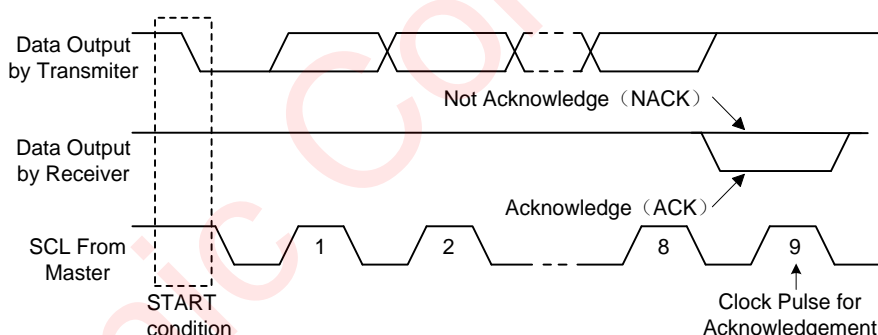 Data Output
by Transmiter
Not Acknowledge（NACK）
Data Output
by Receiver
Acknowledge（ACK）
SCL From
Master
1
2
8
9
START
condition
Clock Pulse for
Acknowledgement